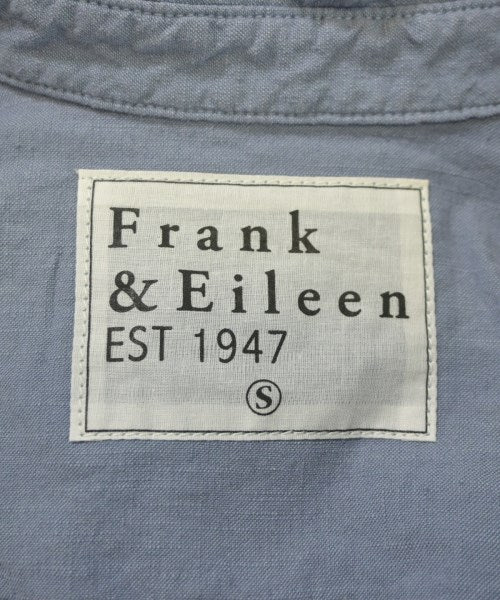 Frank
& Eileen
EST 1947
S